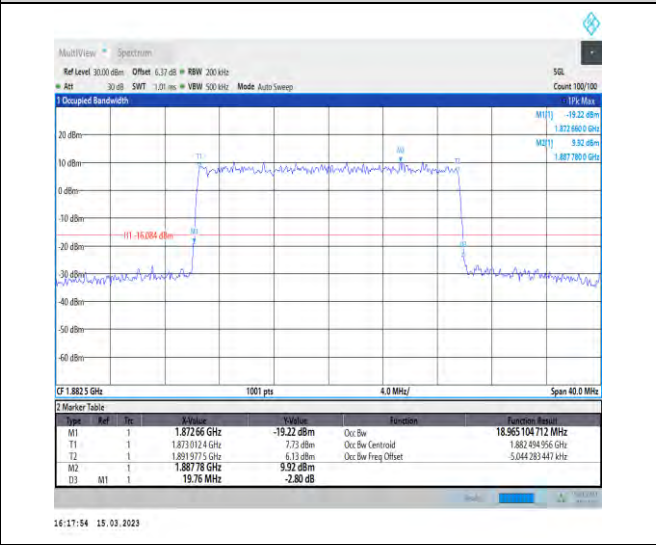 MultiView Spectrum
Ref Level 30.00 dBm Offset 6.37 dB RBW 200 kHz SGL
Att 30 dB SWT 1.01 ms VBW 500 kHz Mode Auto Sweep Count 100/100
1 Occupied Bandwidth 1Pk Max
M1[1] -19.22 dBm
1.872 660 0 GHz
M2[1] 9.92 dBm
1.887 780 0 GHz
20 dBm
T1 M2 T2
10 dBm
0 dBm
-10 dBm
H1 -16.084 dBm
M1
D3
-20 dBm
-30 dBm
-40 dBm
-50 dBm
-60 dBm
CF 1.882 5 GHz 1001 pts 4.0 MHz/ Span 40.0 MHz
2 Marker Table
Type Ref Trc X-Value Y-Value Function Function Result
M1 1 1.872 66 GHz -19.22 dBm Occ Bw 18.965 104 712 MHz
T1 1 1.873 012 4 GHz 7.73 dBm Occ Bw Centroid 1.882 494 956 GHz
T2 1 1.891 977 5 GHz 6.13 dBm Occ Bw Freq Offset -5.044 283 447 kHz
M2 1 1.887 78 GHz 9.92 dBm
D3 M1 1 19.76 MHz -2.80 dB
16:17:54 15.03.2023